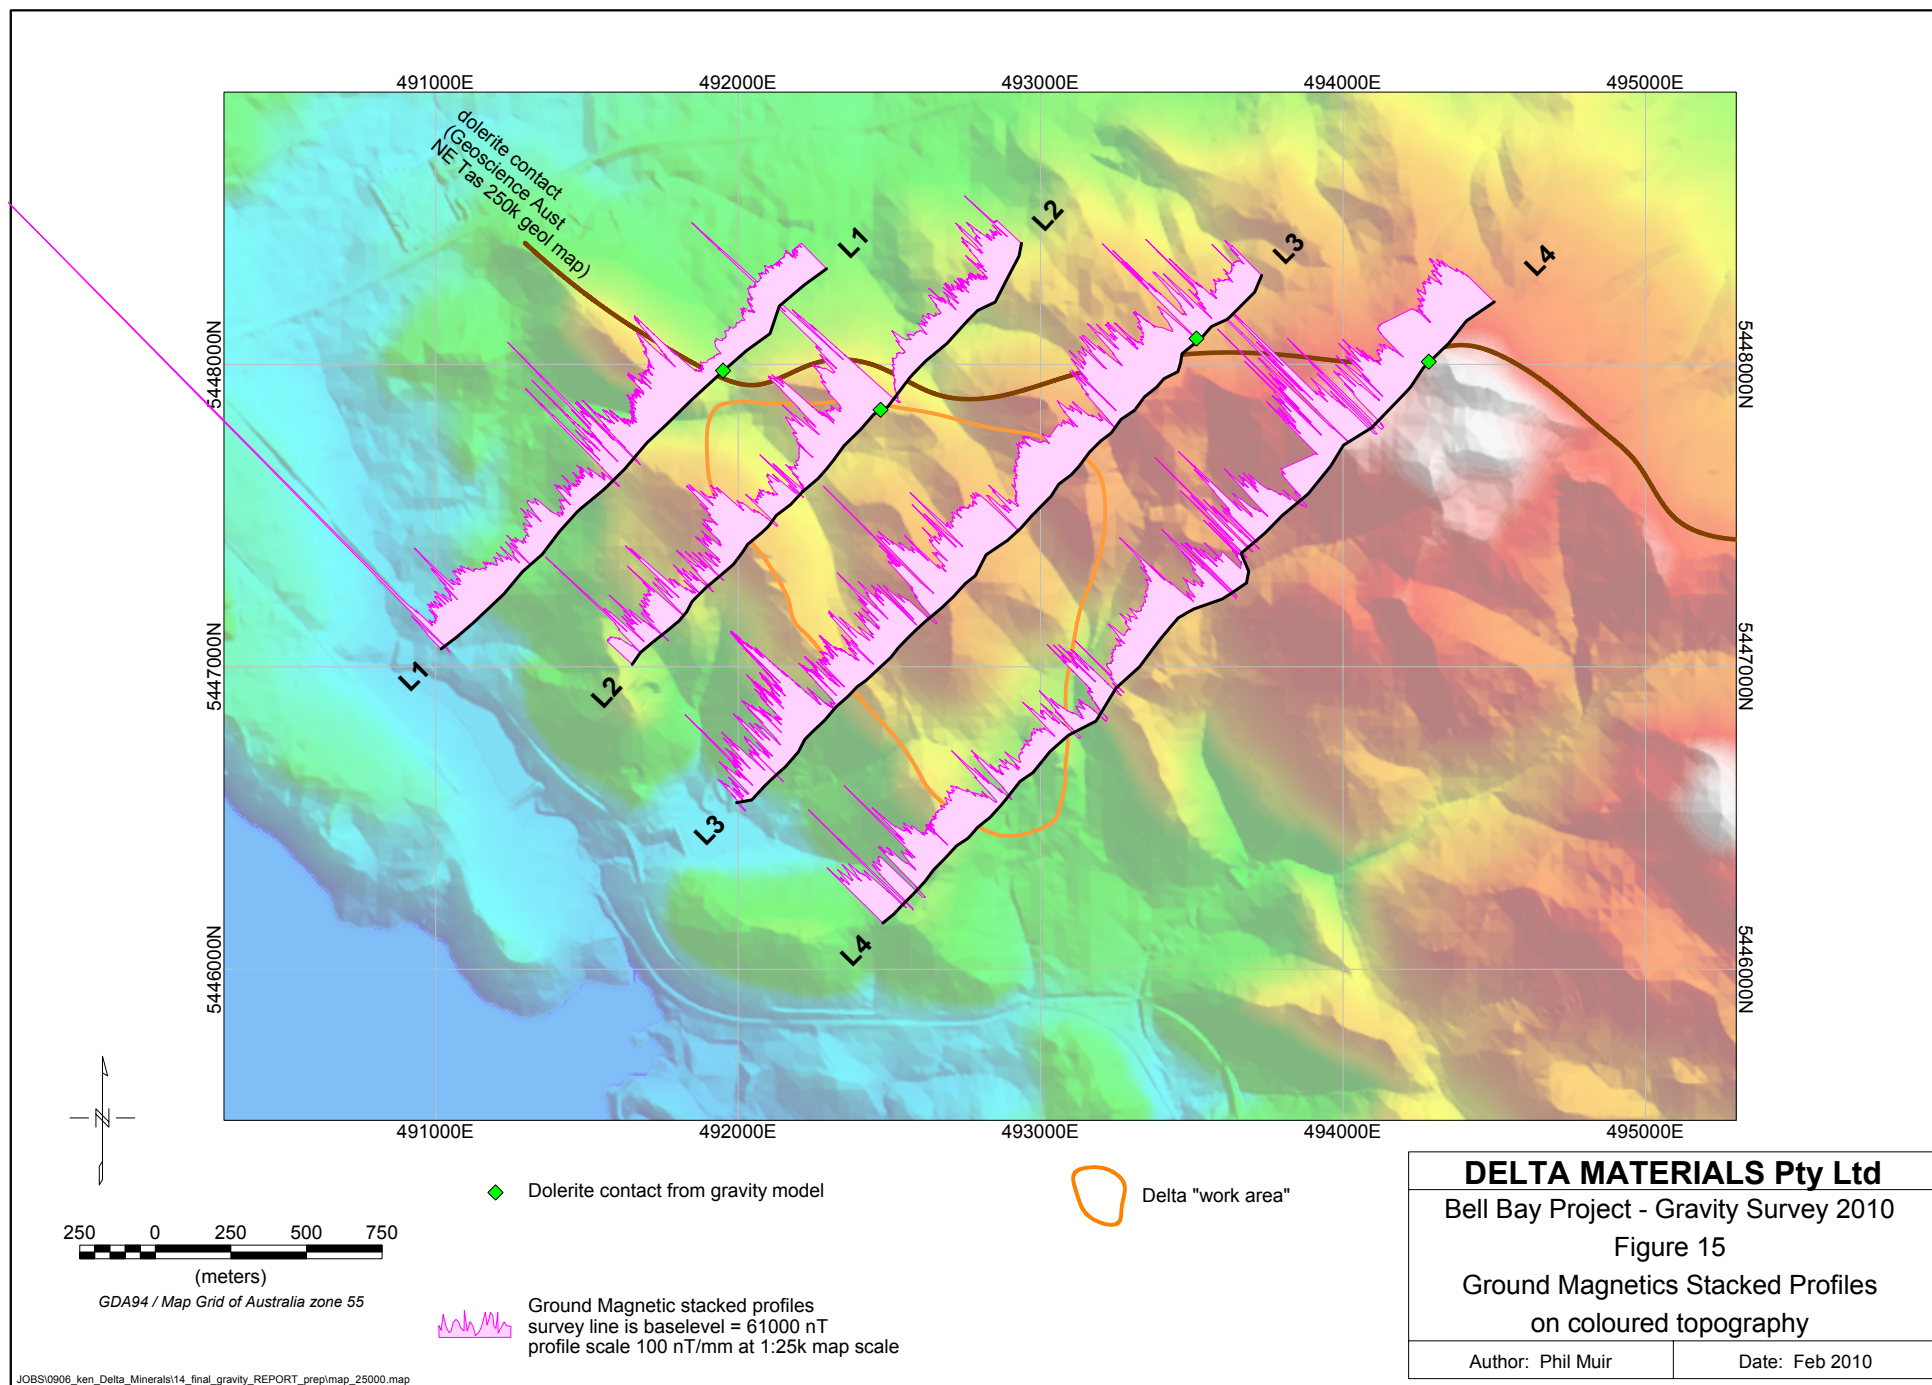 491000E 492000E 493000E 494000E 495000E
dolerite contact
(Geoscience Aust
NE Tas 250k geol map)
L1
L2
L3
L4
5448000N
5448000N
5447000N
5447000N
5446000N
5446000N
L1
L2
L3
L4
491000E 492000E 493000E 494000E 495000E
N
Dolerite contact from gravity model
Delta "work area"
250 0 250 500 750
(meters)
GDA94 / Map Grid of Australia zone 55
Ground Magnetic stacked profiles
survey line is baselevel = 61000 nT
profile scale 100 nT/mm at 1:25k map scale
DELTA MATERIALS Pty Ltd
Bell Bay Project - Gravity Survey 2010
Figure 15
Ground Magnetics Stacked Profiles
on coloured topography
Author: Phil Muir
Date: Feb 2010
JOBS\0906_ken_Delta_Minerals\14_final_gravity_REPORT_prep\map_25000.map